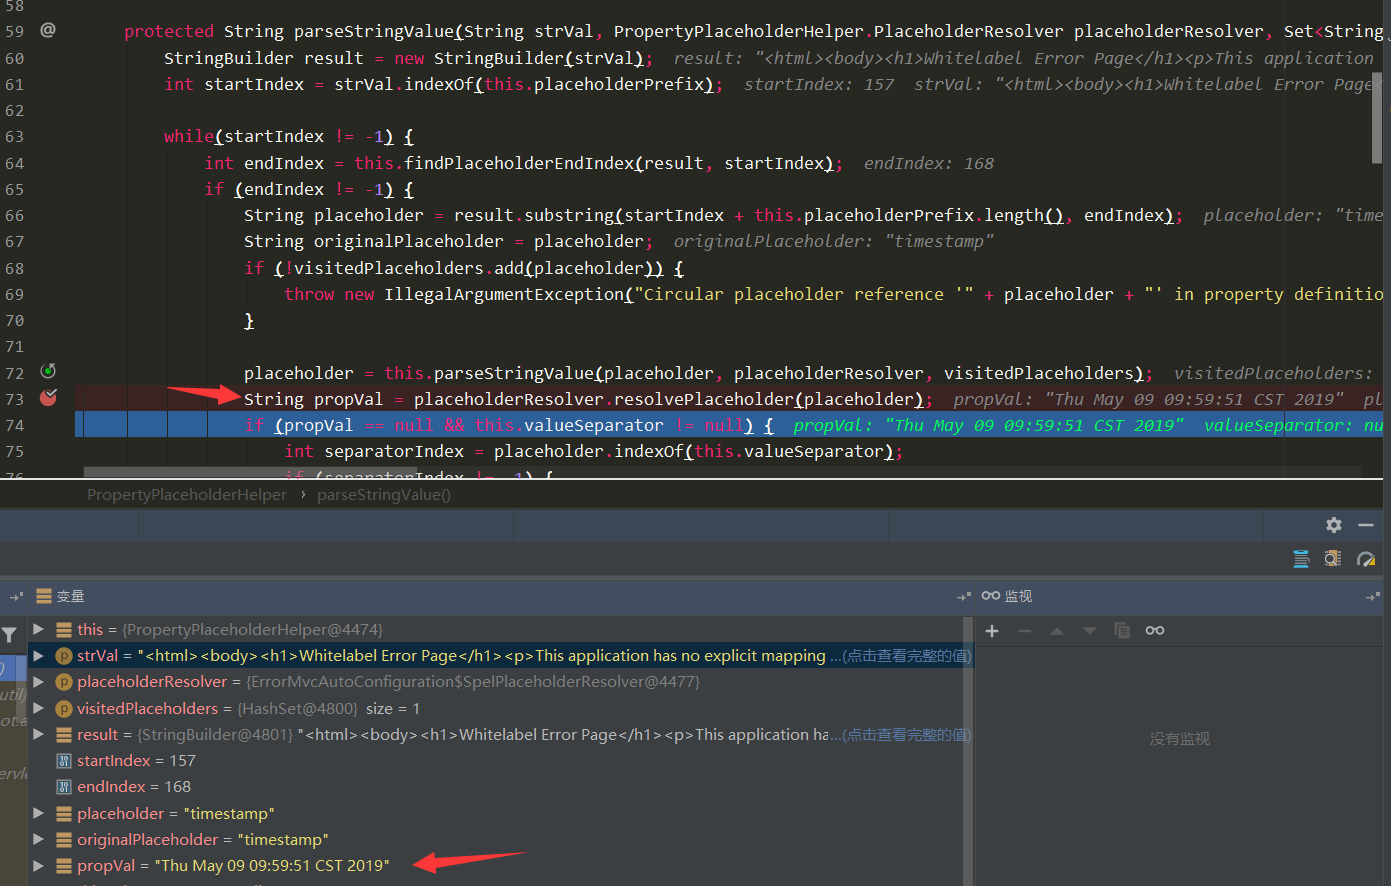 58
59 @ protected String parseStringValue(String strVal, PropertyPlaceholderHelper.PlaceholderResolver placeholderResolver, Set<String
60 StringBuilder result = new StringBuilder(strVal); result: "<html><body><h1>Whitelabel Error Page</h1><p>This application
61 int startIndex = strVal.indexOf(this.placeholderPrefix); startIndex: 157 strVal: "<html><body><h1>Whitelabel Error Page<
62
63 while(startIndex != -1) {
64 int endIndex = this.findPlaceholderEndIndex(result, startIndex); endIndex: 168
65 if (endIndex != -1) {
66 String placeholder = result.substring(startIndex + this.placeholderPrefix.length(), endIndex); placeholder: "time
67 String originalPlaceholder = placeholder; originalPlaceholder: "timestamp"
68 if (!visitedPlaceholders.add(placeholder)) {
69 throw new IllegalArgumentException("Circular placeholder reference '" + placeholder + "' in property definitio
70 }
71
72 placeholder = this.parseStringValue(placeholder, placeholderResolver, visitedPlaceholders); visitedPlaceholders:
73 String propVal = placeholderResolver.resolvePlaceholder(placeholder); propVal: "Thu May 09 09:59:51 CST 2019" pl
74 if (propVal == null && this.valueSeparator != null) { propVal: "Thu May 09 09:59:51 CST 2019" valueSeparator: nu
75 int separatorIndex = placeholder.indexOf(this.valueSeparator);
76 if (separatorIndex != -1) {
PropertyPlaceholderHelper › parseStringValue()
变量
监视
this = {PropertyPlaceholderHelper@4474}
strVal = "<html><body><h1>Whitelabel Error Page</h1><p>This application has no explicit mapping ...(点击查看完整的值)
placeholderResolver = {ErrorMvcAutoConfiguration$SpelPlaceholderResolver@4477}
visitedPlaceholders = {HashSet@4800} size = 1
result = {StringBuilder@4801} "<html><body><h1>Whitelabel Error Page</h1><p>This application ha...(点击查看完整的值)
startIndex = 157
endIndex = 168
placeholder = "timestamp"
originalPlaceholder = "timestamp"
propVal = "Thu May 09 09:59:51 CST 2019"
没有监视